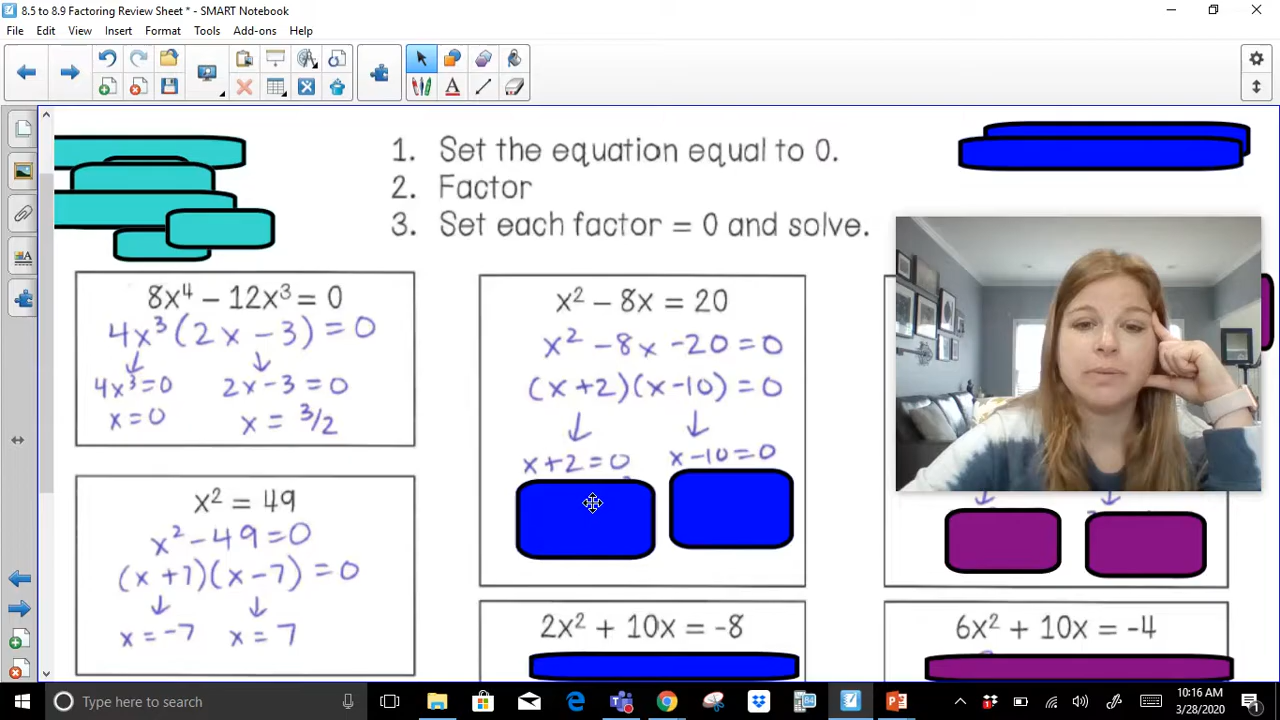 8.5 to 8.9 Factoring Review Sheet * - SMART Notebook
File Edit View Insert Format Tools Add-ons Help
1. Set the equation equal to 0.
2. Factor
3. Set each factor = 0 and solve.
8x⁴ − 12x³ = 0
4x³(2x − 3) = 0
4x³=0 2x−3=0
x=0 x = 3/2
x² = 49
x² − 49 = 0
(x + 7)(x − 7) = 0
x = −7 x = 7
x² − 8x = 20
x² − 8x − 20 = 0
(x + 2)(x − 10) = 0
x + 2 = 0 x − 10 = 0
2x² + 10x = -8
6x² + 10x = -4
Type here to search
10:16 AM
3/28/2020